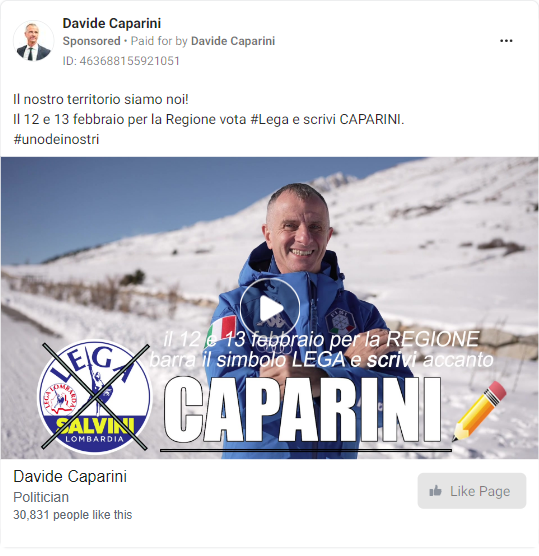 Davide Caparini
Sponsored • Paid for by Davide Caparini
ID: 463688155921051
Il nostro territorio siamo noi!
Il 12 e 13 febbraio per la Regione vota #Lega e scrivi CAPARINI.
#unodeinostri
il 12 e 13 febbraio per la REGIONE
barra il simbolo LEGA e scrivi accanto
LEGA
LEGA LOMBARDA
SALVINI
LOMBARDIA
CAPARINI
Davide Caparini
Politician
30,831 people like this
Like Page